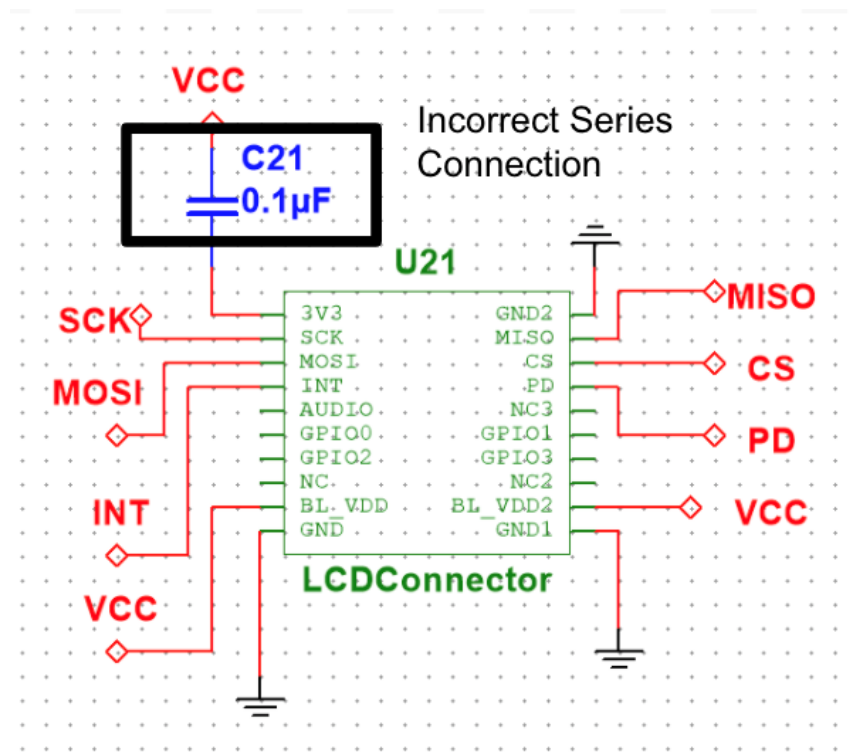 VCC
Incorrect Series
Connection
C21
0.1µF
U21
SCK
MOSI
INT
VCC
3V3
SCK
MOSI
INT
AUDIO
GPIO0
GPIO2
NC
BL_VDD
GND
GND2
MISO
CS
PD
NC3
GPIO1
GPIO3
NC2
BL_VDD2
GND1
MISO
CS
PD
VCC
LCDConnector